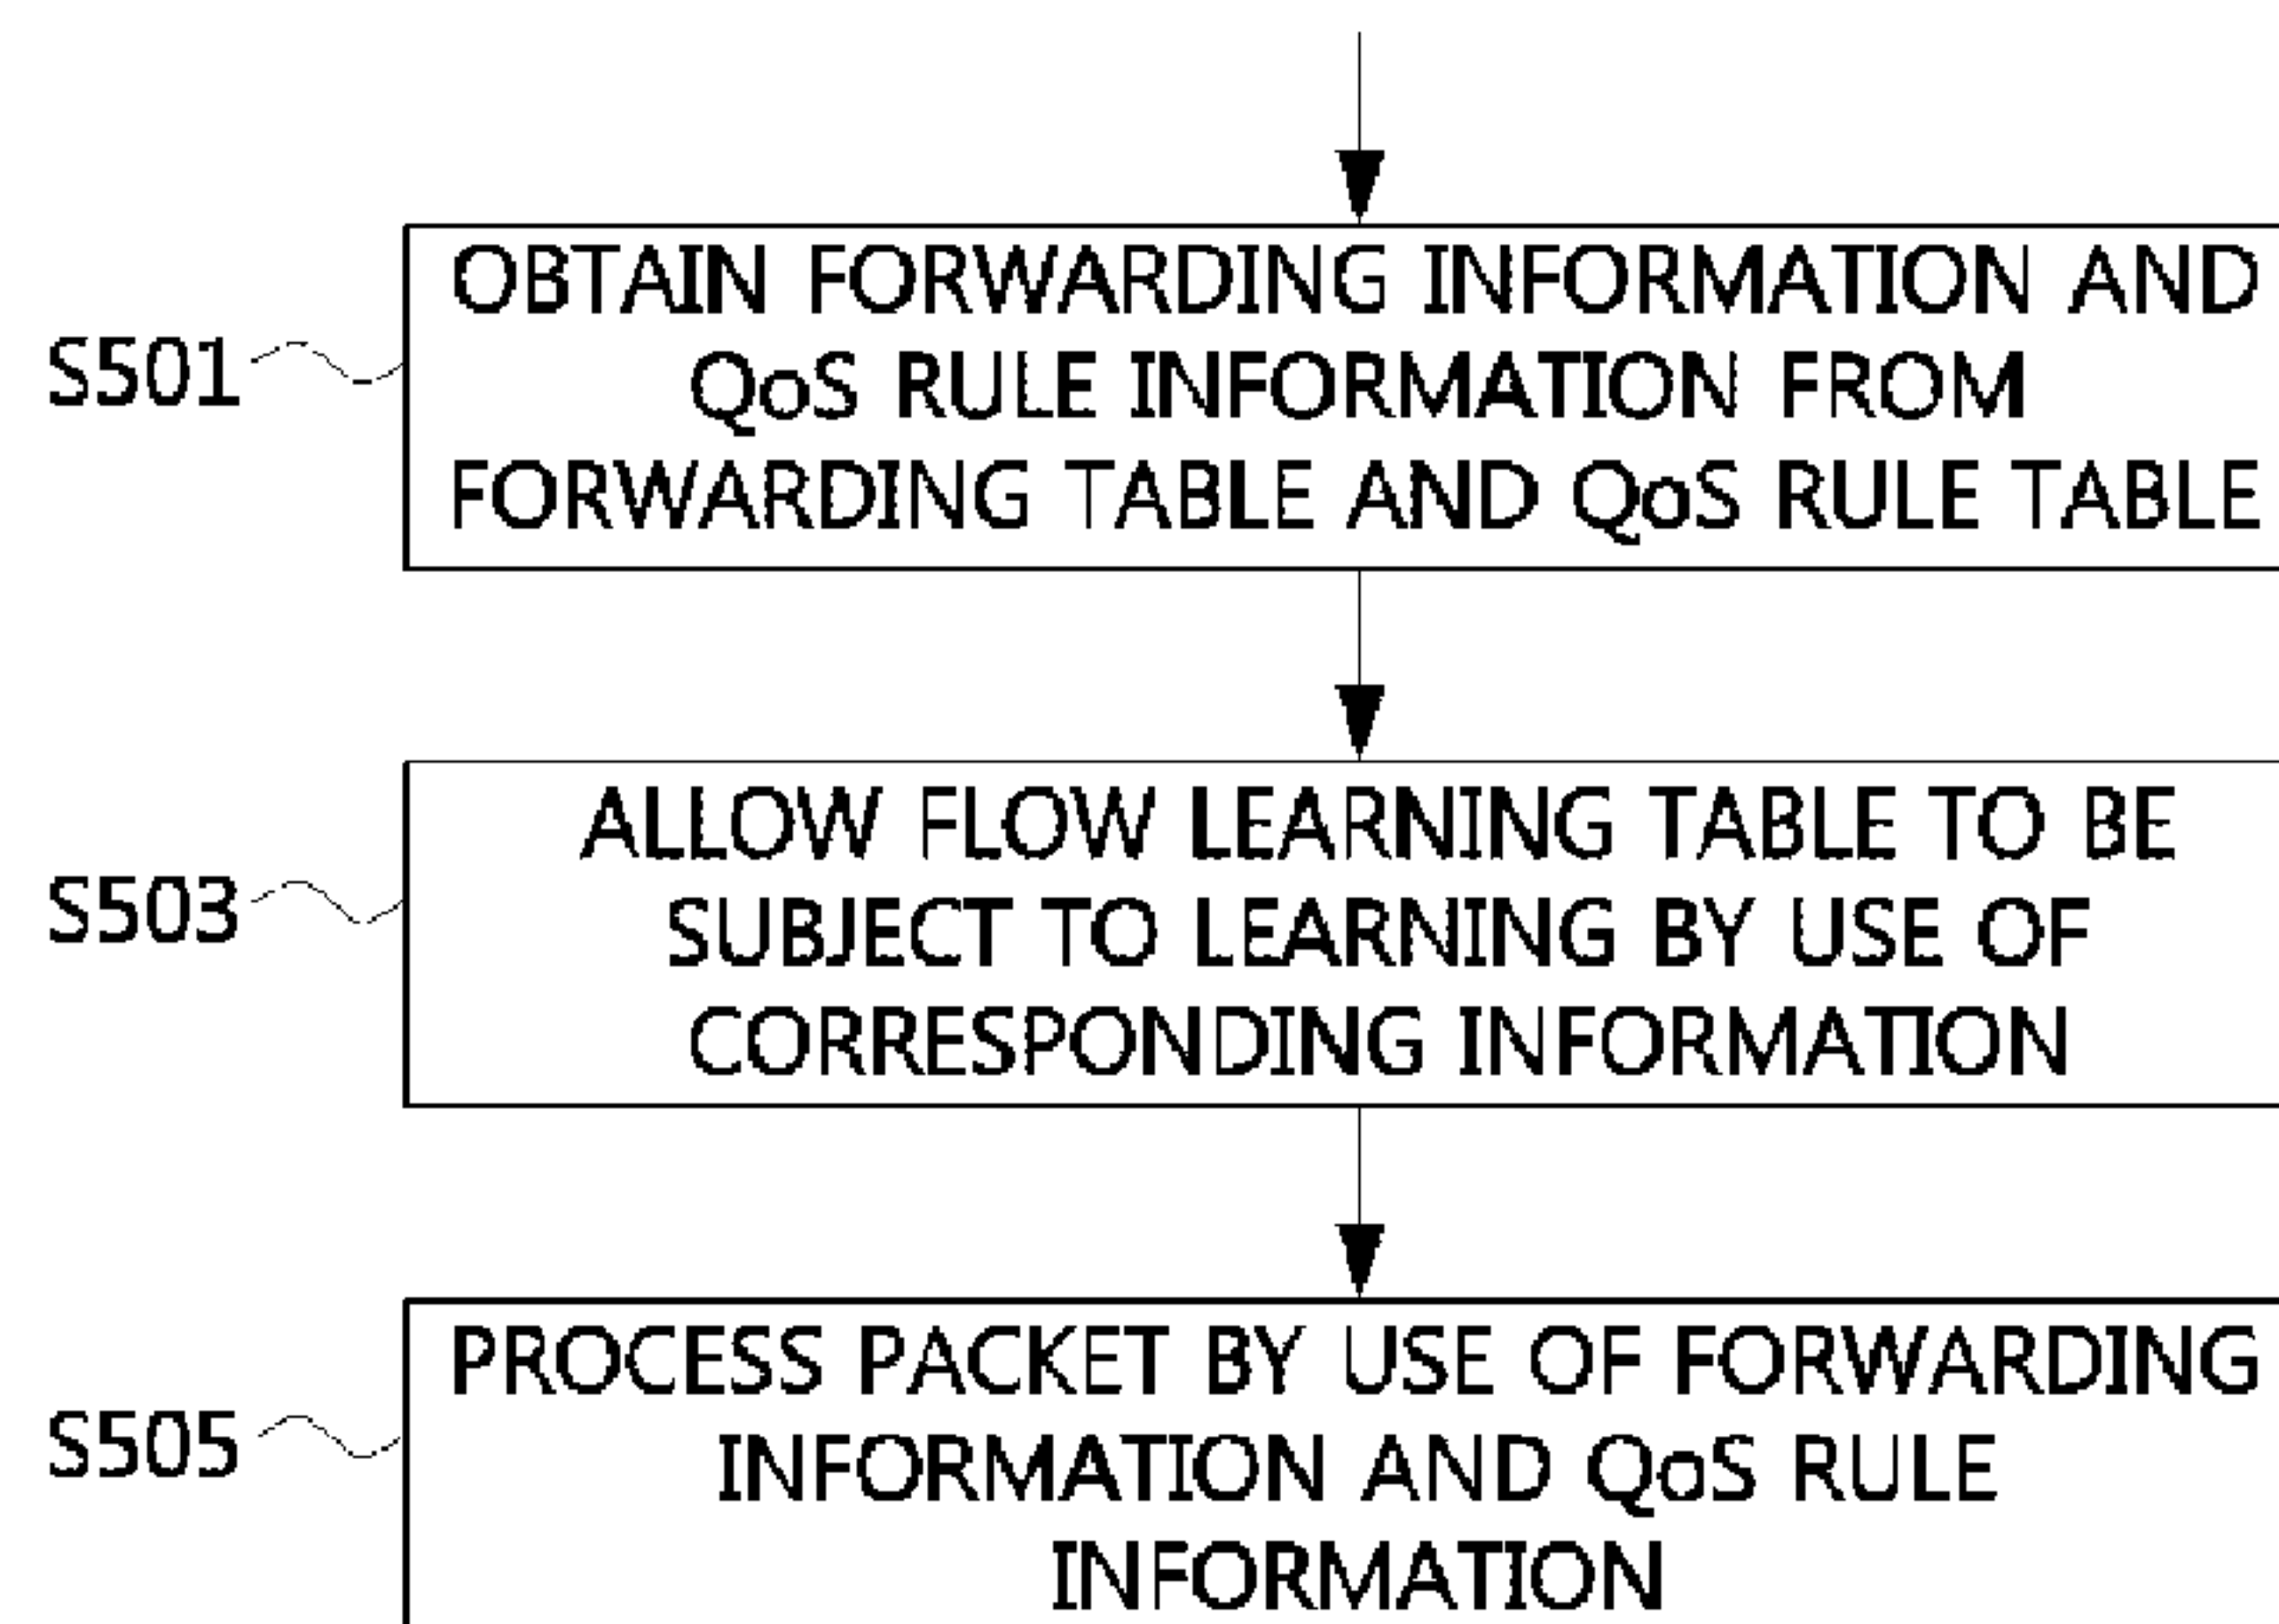 OBTAIN FORWARDING INFORMATION AND
S501
QoS RULE INFORMATION FROM
FORWARDING TABLE AND QoS RULE TABLE
ALLOW FLOW LEARNING TABLE TO BE
S503
SUBJECT TO LEARNING BY USE OF
CORRESPONDING INFORMATION
PROCESS PACKET BY USE OF FORWARDING
S505
INFORMATION AND QoS RULE
INFORMATION